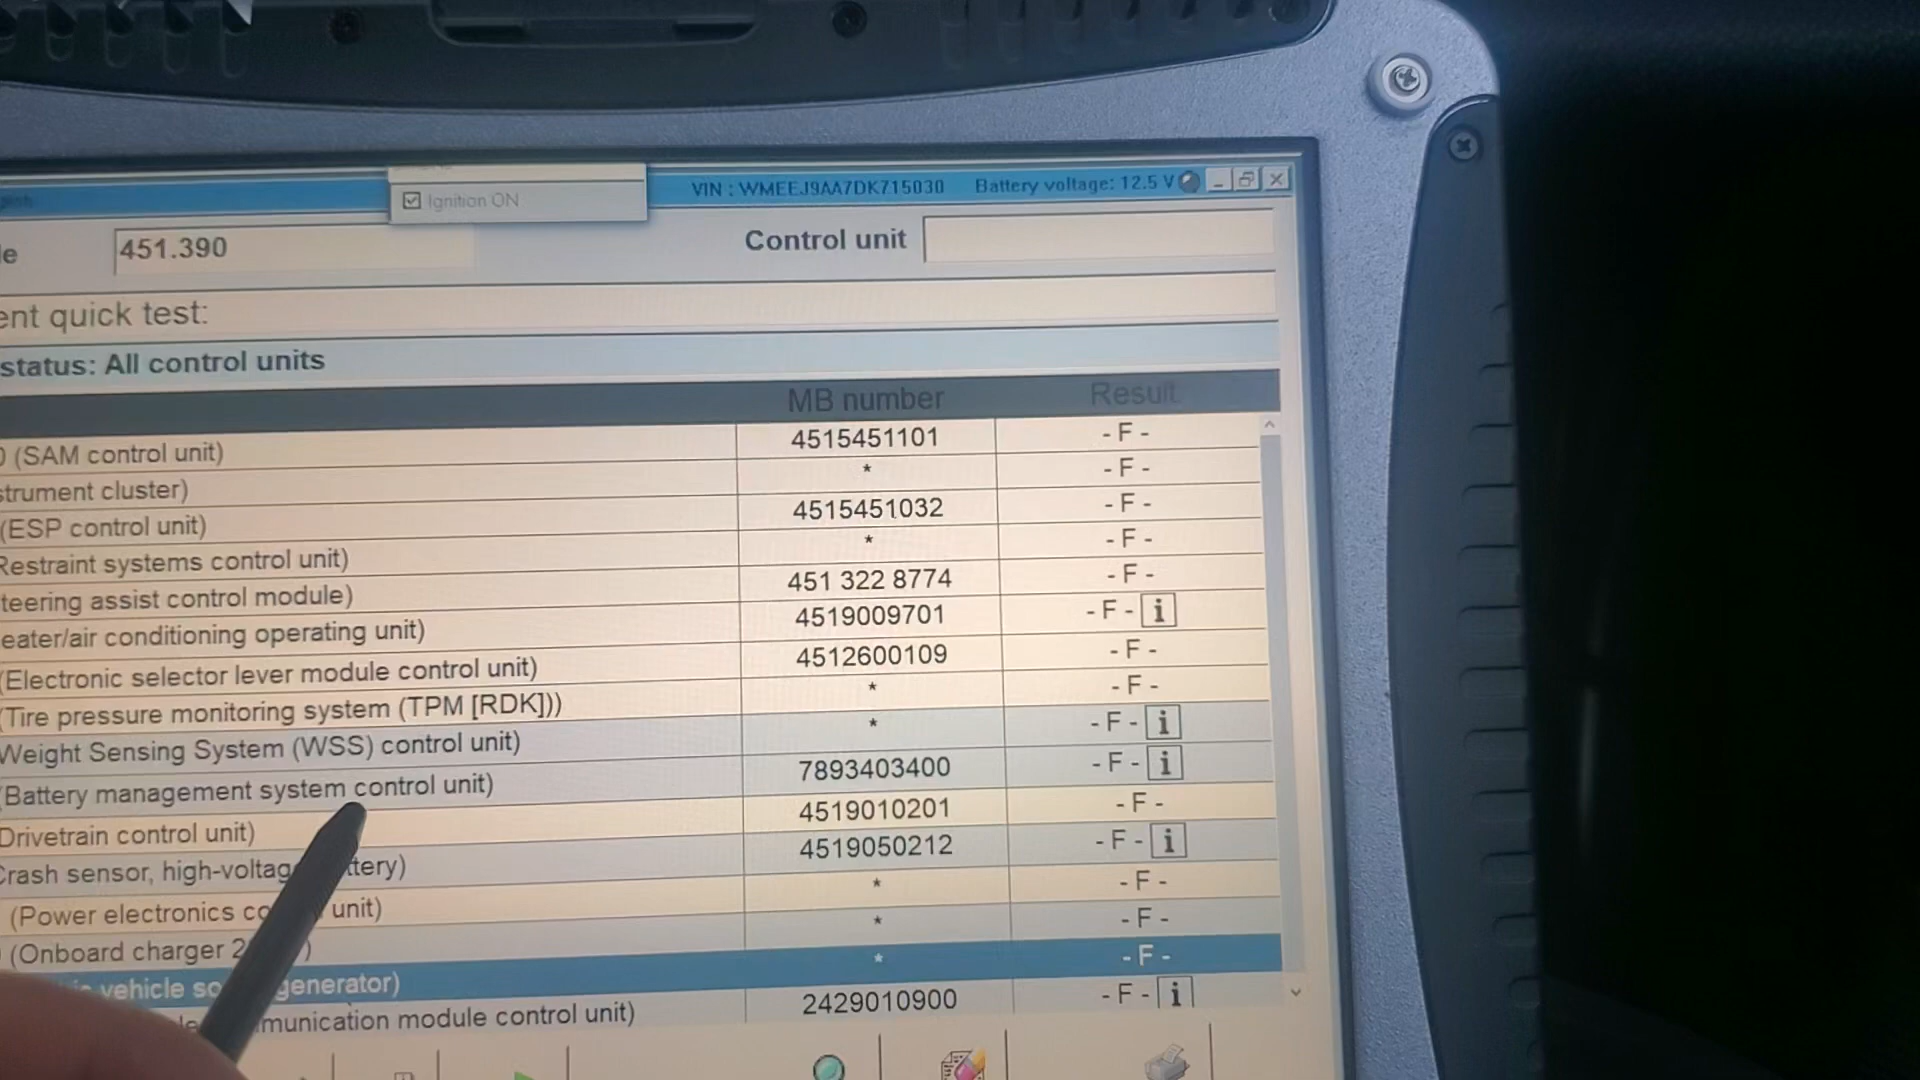 Ignition ON
VIN : WMEEJ9AA7DK715030 Battery voltage: 12.5 V
e 451.390 Control unit
ent quick test:
status: All control units
MB number Result
0 (SAM control unit) 4515451101 - F -
strument cluster) * - F -
(ESP control unit) 4515451032 - F -
Restraint systems control unit) * - F -
teering assist control module) 451 322 8774 - F -
eater/air conditioning operating unit) 4519009701 - F - i
(Electronic selector lever module control unit) 4512600109 - F -
(Tire pressure monitoring system (TPM [RDK])) * - F -
Weight Sensing System (WSS) control unit) * - F - i
(Battery management system control unit) 7893403400 - F - i
Drivetrain control unit) 4519010201 - F -
Crash sensor, high-voltag ttery) 4519050212 - F - i
(Power electronics co unit) * - F -
(Onboard charger 2 ) * - F -
vehicle so generator) * - F -
munication module control unit) 2429010900 - F - i